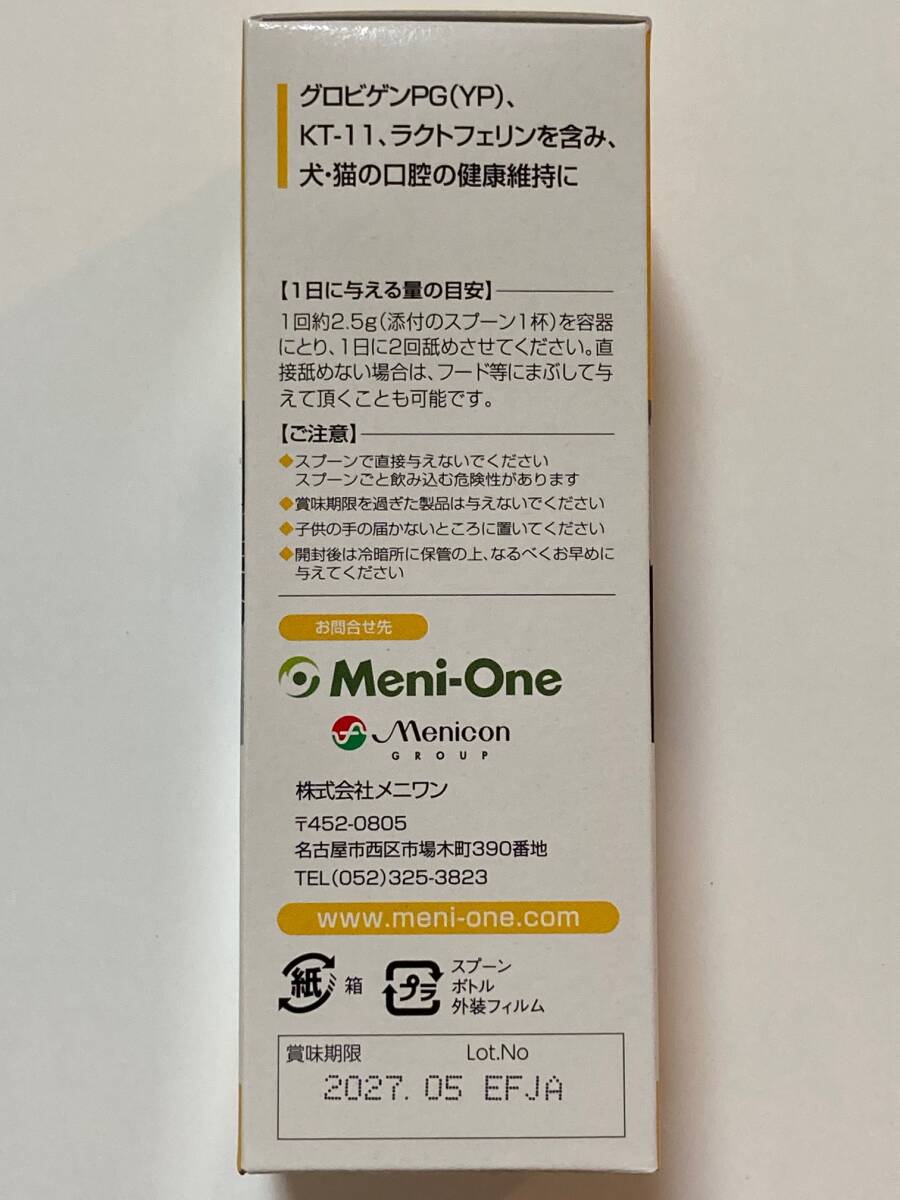 グロビゲンPG(YP)、
KT-11、ラクトフェリンを含み、
犬・猫の口腔の健康維持に
【1日に与える量の目安】
1回約2.5g(添付のスプーン1杯)を容器
にとり、1日に2回舐めさせてください。直
接舐めない場合は、フード等にまぶして与
えて頂くことも可能です。
【ご注意】
◆スプーンで直接与えないでください
スプーンごと飲み込む危険性があります
◆賞味期限を過ぎた製品は与えないでください
◆子供の手の届かないところに置いてください
◆開封後は冷暗所に保管の上、なるべくお早めに
与えてください
お問合せ先
Meni-One
Menicon
GROUP
株式会社メニワン
〒452-0805
名古屋市西区市場木町390番地
TEL(052)325-3823
www.meni-one.com
紙 箱
プラ スプーン
ボトル
外装フィルム
賞味期限 Lot.No
2027.05 EFJA